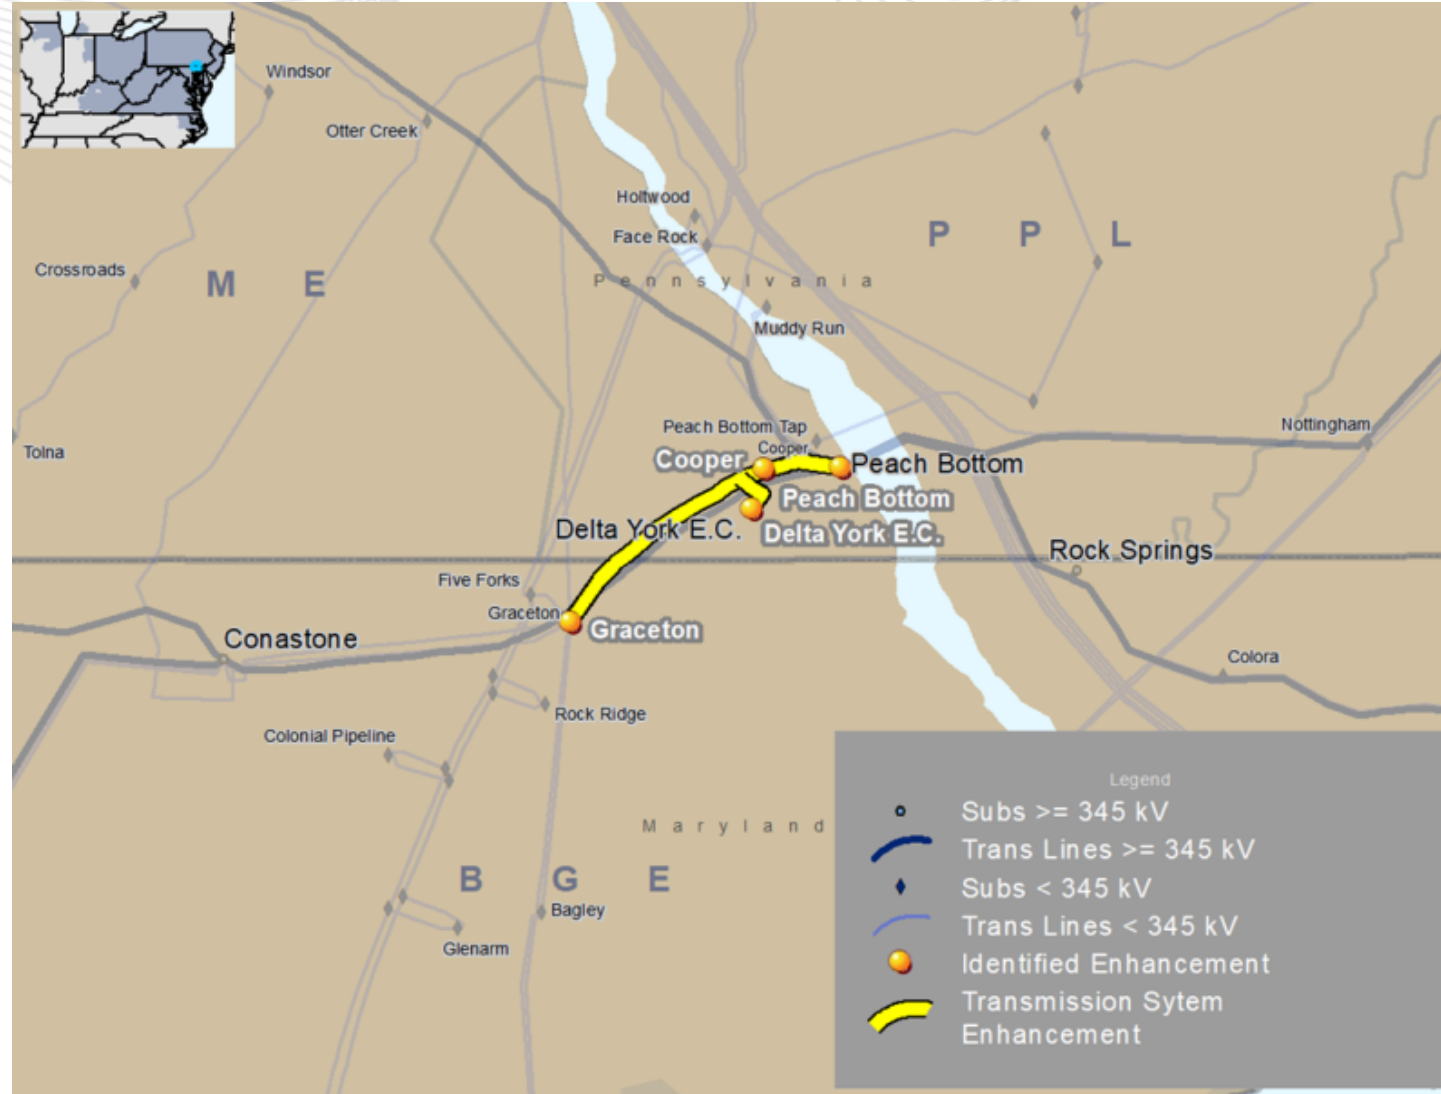 Windsor
Otter Creek
Holtwood
Face Rock
P P L
Crossroads
M E
Pennsylvania
Muddy Run
Peach Bottom Tap
Nottingham
Tolna
Cooper
Cooper
Peach Bottom
Peach Bottom
Delta York E.C.
Delta York E.C.
Rock Springs
Five Forks
Graceton
Graceton
Conastone
Colora
Rock Ridge
Colonial Pipeline
Maryland
B G E
Bagley
Glenarm
Legend
Subs >= 345 kV
Trans Lines >= 345 kV
Subs < 345 kV
Trans Lines < 345 kV
Identified Enhancement
Transmission Sytem
Enhancement